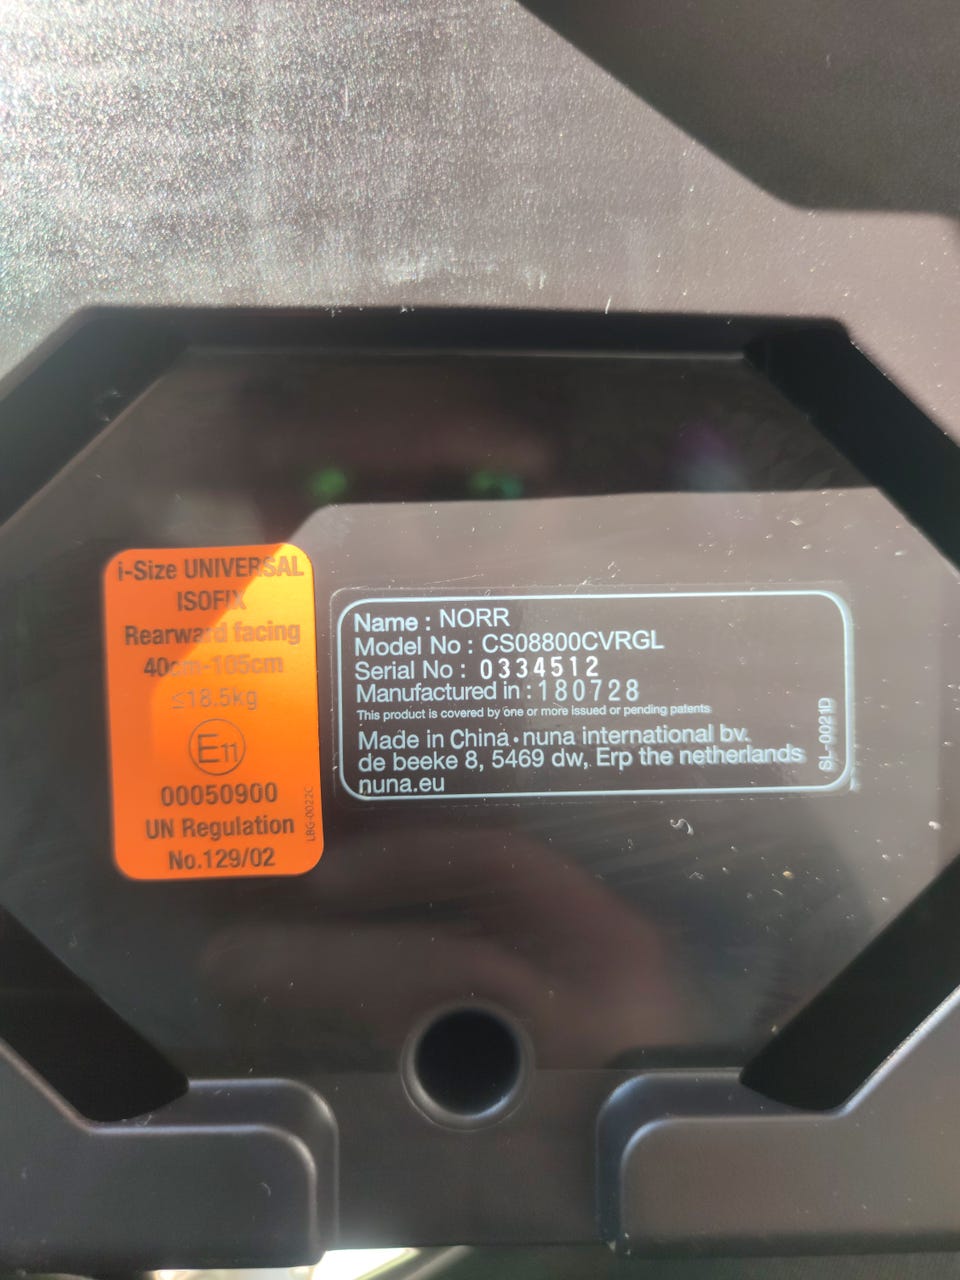 i-Size UNIVERSAL
ISOFIX
Rearward facing
40cm-105cm
≤18.5kg
E11
00050900
UN Regulation
No.129/02
LBG-0022C
Name : NORR
Model No : CS08800CVRGL
Serial No : 0334512
Manufactured in : 180728
This product is covered by one or more issued or pending patents
Made in China • nuna international bv.
de beeke 8, 5469 dw, Erp the netherlands
nuna.eu
SL-0021D